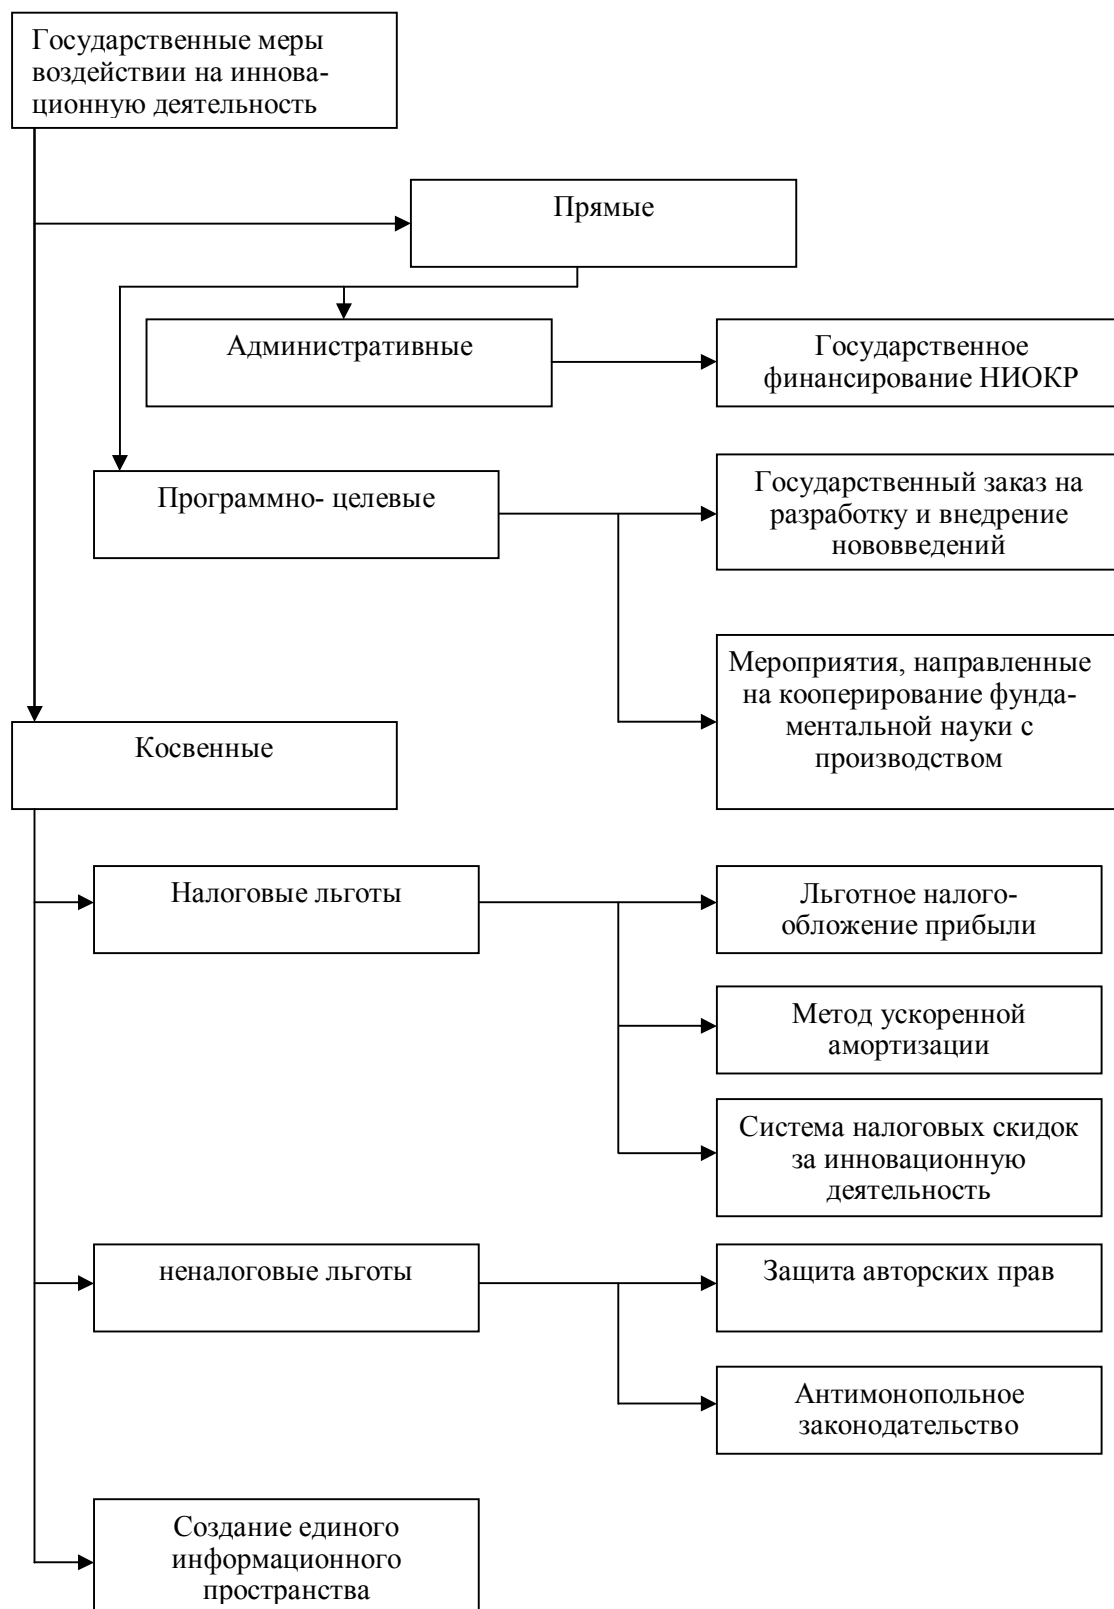 Государственные меры
воздействии на иннова-
ционную деятельность
Прямые
Административные
Государственное
финансирование НИОКР
Программно- целевые
Государственный заказ на
разработку и внедрение
нововведений
Мероприятия, направленные
на кооперирование фунда-
ментальной науки с
производством
Косвенные
Налоговые льготы
Льготное налого-
обложение прибыли
Метод ускоренной
амортизации
Система налоговых скидок
за инновационную
деятельность
неналоговые льготы
Защита авторских прав
Антимонопольное
законодательство
Создание единого
информационного
пространства